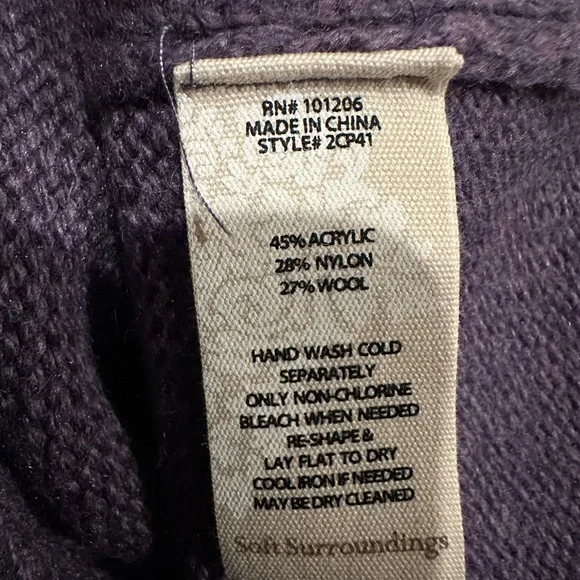 RN# 101206
MADE IN CHINA
STYLE# 2CP41
45% ACRYLIC
28% NYLON
27% WOOL
HAND WASH COLD
SEPARATELY
ONLY NON-CHLORINE
BLEACH WHEN NEEDED
RE-SHAPE &
LAY FLAT TO DRY
COOL IRON IF NEEDED
MAY BE DRY CLEANED
Soft Surroundings